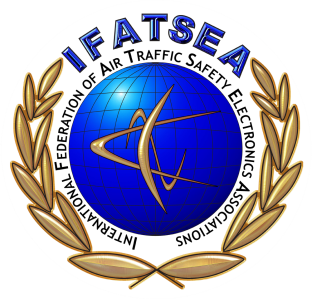 IFATSEA
INTERNATIONAL FEDERATION OF AIR TRAFFIC SAFETY ELECTRONICS ASSOCIATIONS